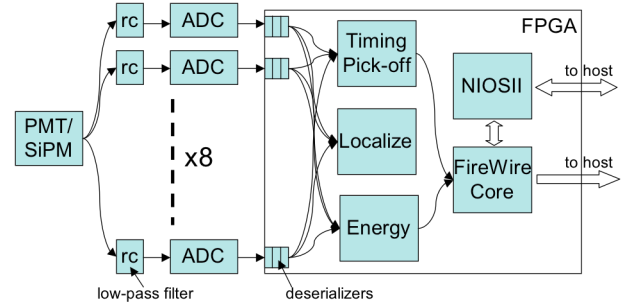 rc
ADC
FPGA
rc
ADC
Timing
Pick-off
NIOSII
to host
PMT/
SiPM
x8
Localize
FireWire
Core
to host
Energy
rc
ADC
low-pass filter
deserializers